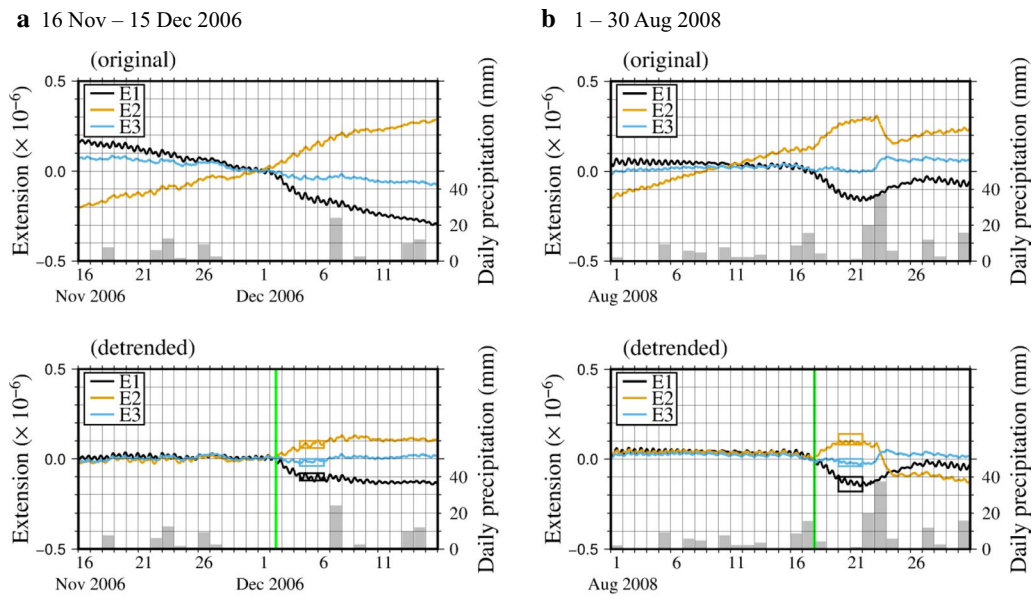 a 16 Nov – 15 Dec 2006
(original)
Extension (× 10⁻⁶)
0.5
0.0
−0.5
E1
E2
E3
40
20
0
Daily precipitation (mm)
16 21 26 1 6 11
Nov 2006 Dec 2006
(detrended)
Extension (× 10⁻⁶)
0.5
0.0
−0.5
E1
E2
E3
40
20
0
Daily precipitation (mm)
16 21 26 1 6 11
Nov 2006 Dec 2006
b 1 – 30 Aug 2008
(original)
Extension (× 10⁻⁶)
0.5
0.0
−0.5
E1
E2
E3
40
20
0
Daily precipitation (mm)
1 6 11 16 21 26
Aug 2008
(detrended)
Extension (× 10⁻⁶)
0.5
0.0
−0.5
E1
E2
E3
40
20
0
Daily precipitation (mm)
1 6 11 16 21 26
Aug 2008